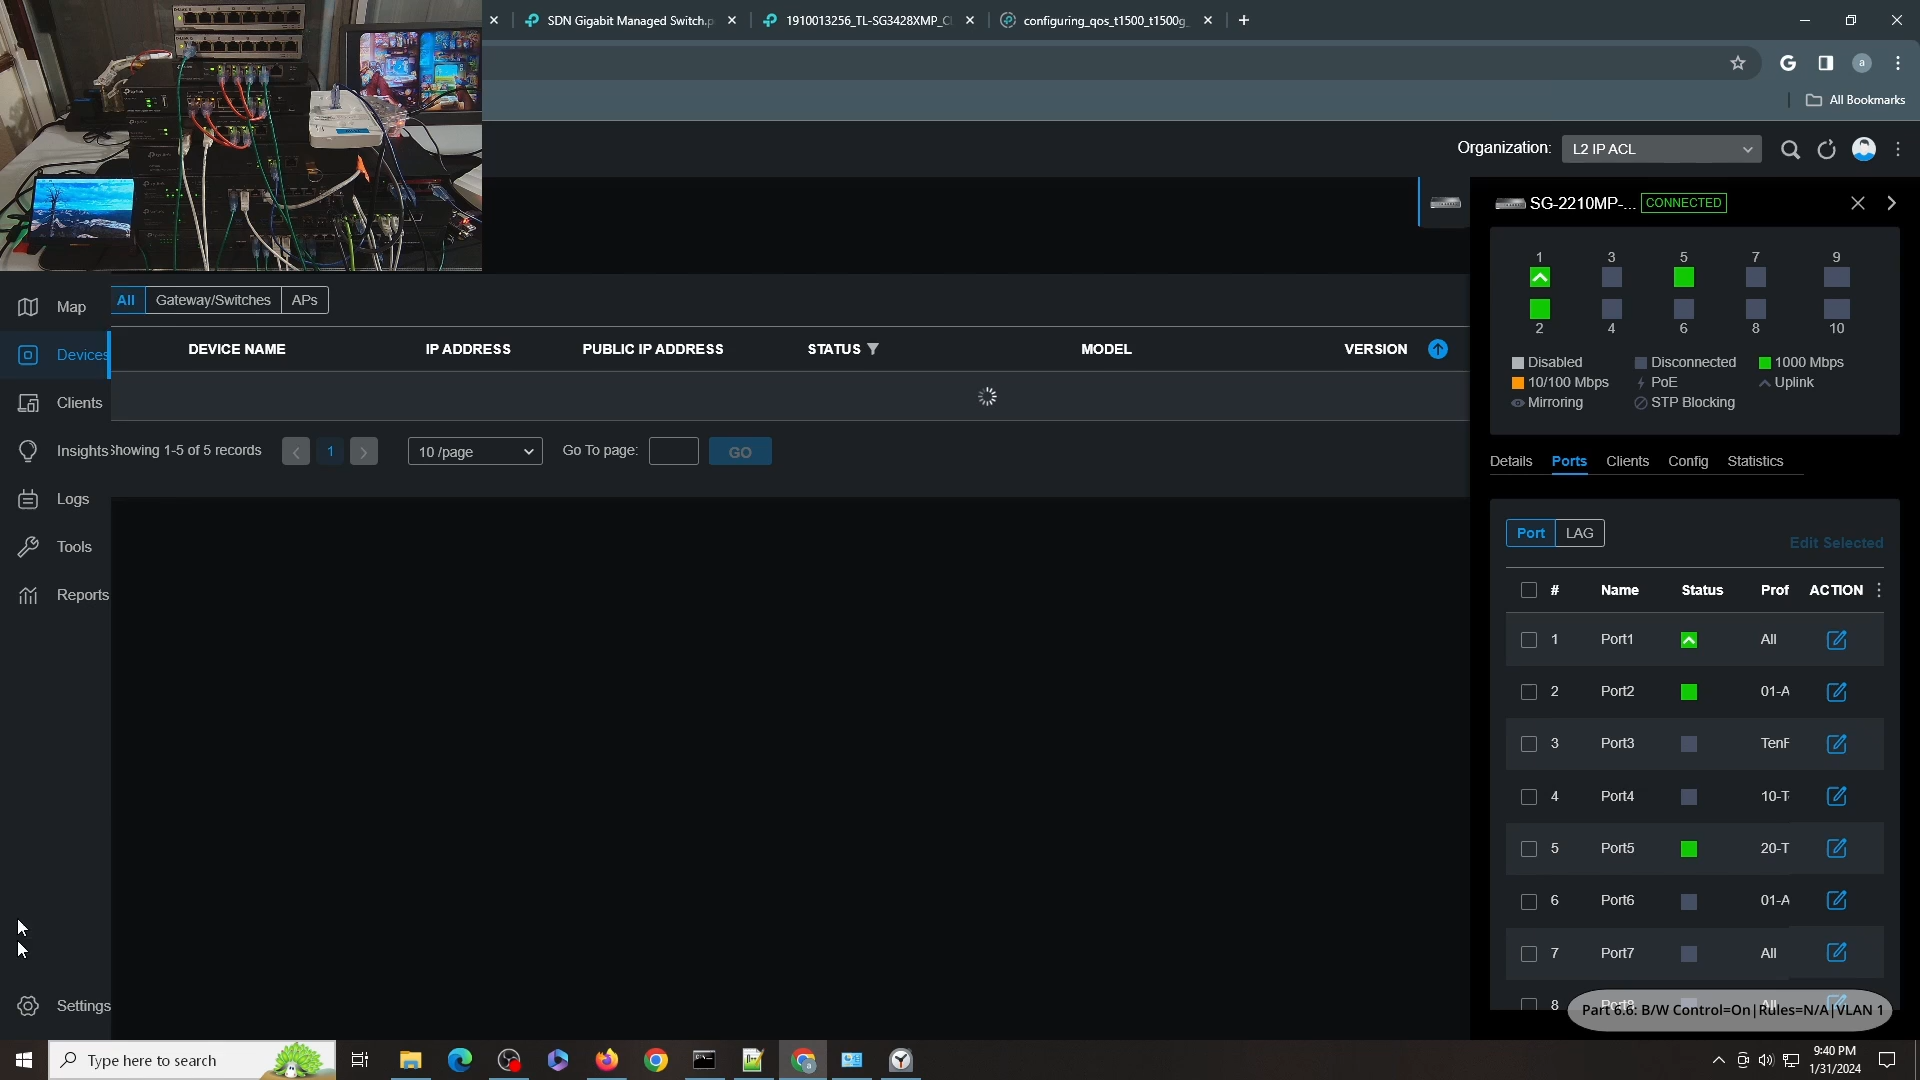 SDN Gigabit Managed Switch.p
1910013256_TL-SG3428XMP_C
configuring_qos_t1500_t1500g_
a
All Bookmarks
Organization:
L2 IP ACL
SG-2210MP-...
CONNECTED
1 3 5 7 9
2 4 6 8 10
Disabled
Disconnected
1000 Mbps
10/100 Mbps
PoE
Uplink
Mirroring
STP Blocking
Details
Ports
Clients
Config
Statistics
Port
LAG
Edit Selected
# Name Status Prof ACTION
1 Port1 All
2 Port2 01-A
3 Port3 TenF
4 Port4 10-T
5 Port5 20-T
6 Port6 01-A
7 Port7 All
8 Port8 All
Part 6.6: B/W Control=On|Rules=N/A|VLAN 1
Map
Devices
Clients
Insights
Logs
Tools
Reports
Settings
All
Gateway/Switches
APs
DEVICE NAME
IP ADDRESS
PUBLIC IP ADDRESS
STATUS
MODEL
VERSION
Showing 1-5 of 5 records
1
10 /page
Go To page:
GO
Type here to search
9:40 PM
1/31/2024